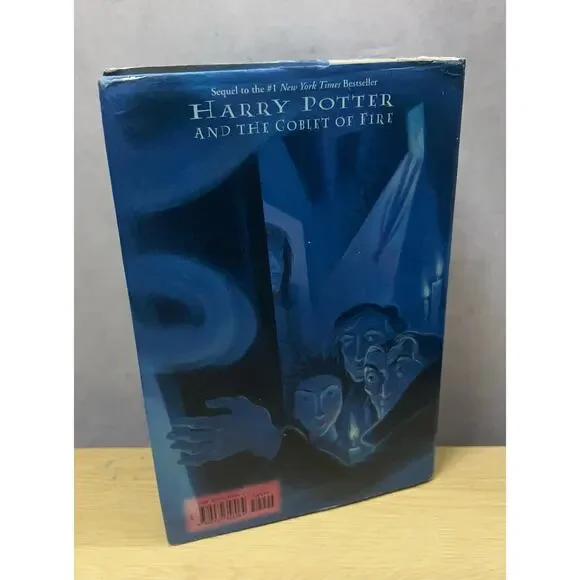 Sequel to the #1 New York Times Bestseller
HARRY POTTER
AND THE GOBLET OF FIRE